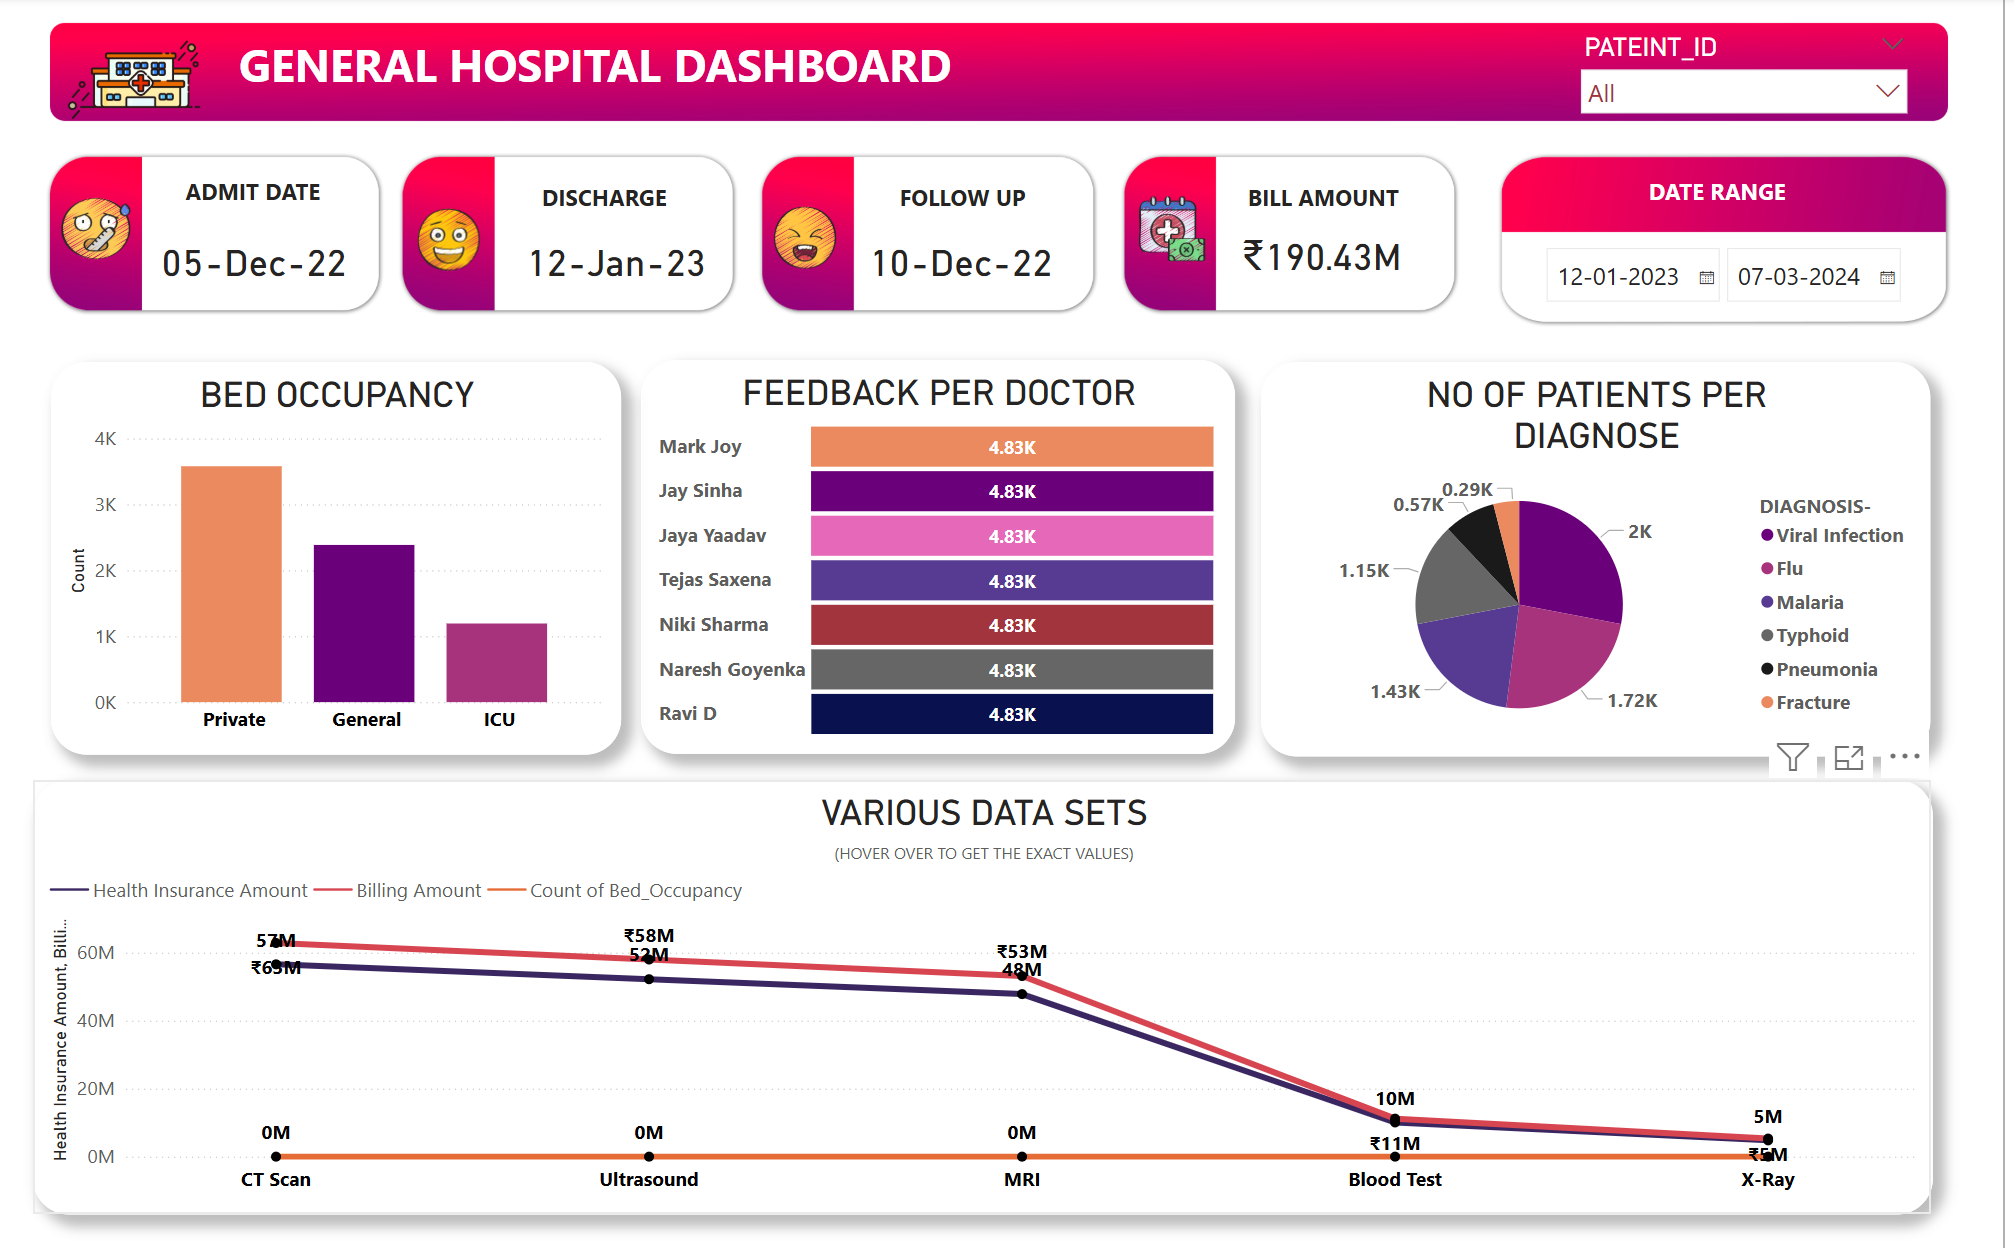 GENERAL HOSPITAL DASHBOARD
PATEINT_ID
All
ADMIT DATE
05-Dec-22
DISCHARGE
12-Jan-23
FOLLOW UP
10-Dec-22
BILL AMOUNT
₹190.43M
DATE RANGE
12-01-2023 07-03-2024
BED OCCUPANCY
4K
3K
2K
1K
0K
Count
Private General ICU
FEEDBACK PER DOCTOR
Mark Joy 4.83K
Jay Sinha 4.83K
Jaya Yaadav 4.83K
Tejas Saxena 4.83K
Niki Sharma 4.83K
Naresh Goyenka 4.83K
Ravi D 4.83K
NO OF PATIENTS PER
DIAGNOSE
0.29K
0.57K
2K
1.15K
1.43K
1.72K
DIAGNOSIS-
Viral Infection
Flu
Malaria
Typhoid
Pneumonia
Fracture
VARIOUS DATA SETS
(HOVER OVER TO GET THE EXACT VALUES)
Health Insurance Amount Billing Amount Count of Bed_Occupancy
Health Insurance Amount, Billi...
60M
40M
20M
0M
57M
₹63M
₹58M
52M
₹53M
48M
10M
₹11M
5M
₹5M
0M 0M 0M
CT Scan Ultrasound MRI Blood Test X-Ray